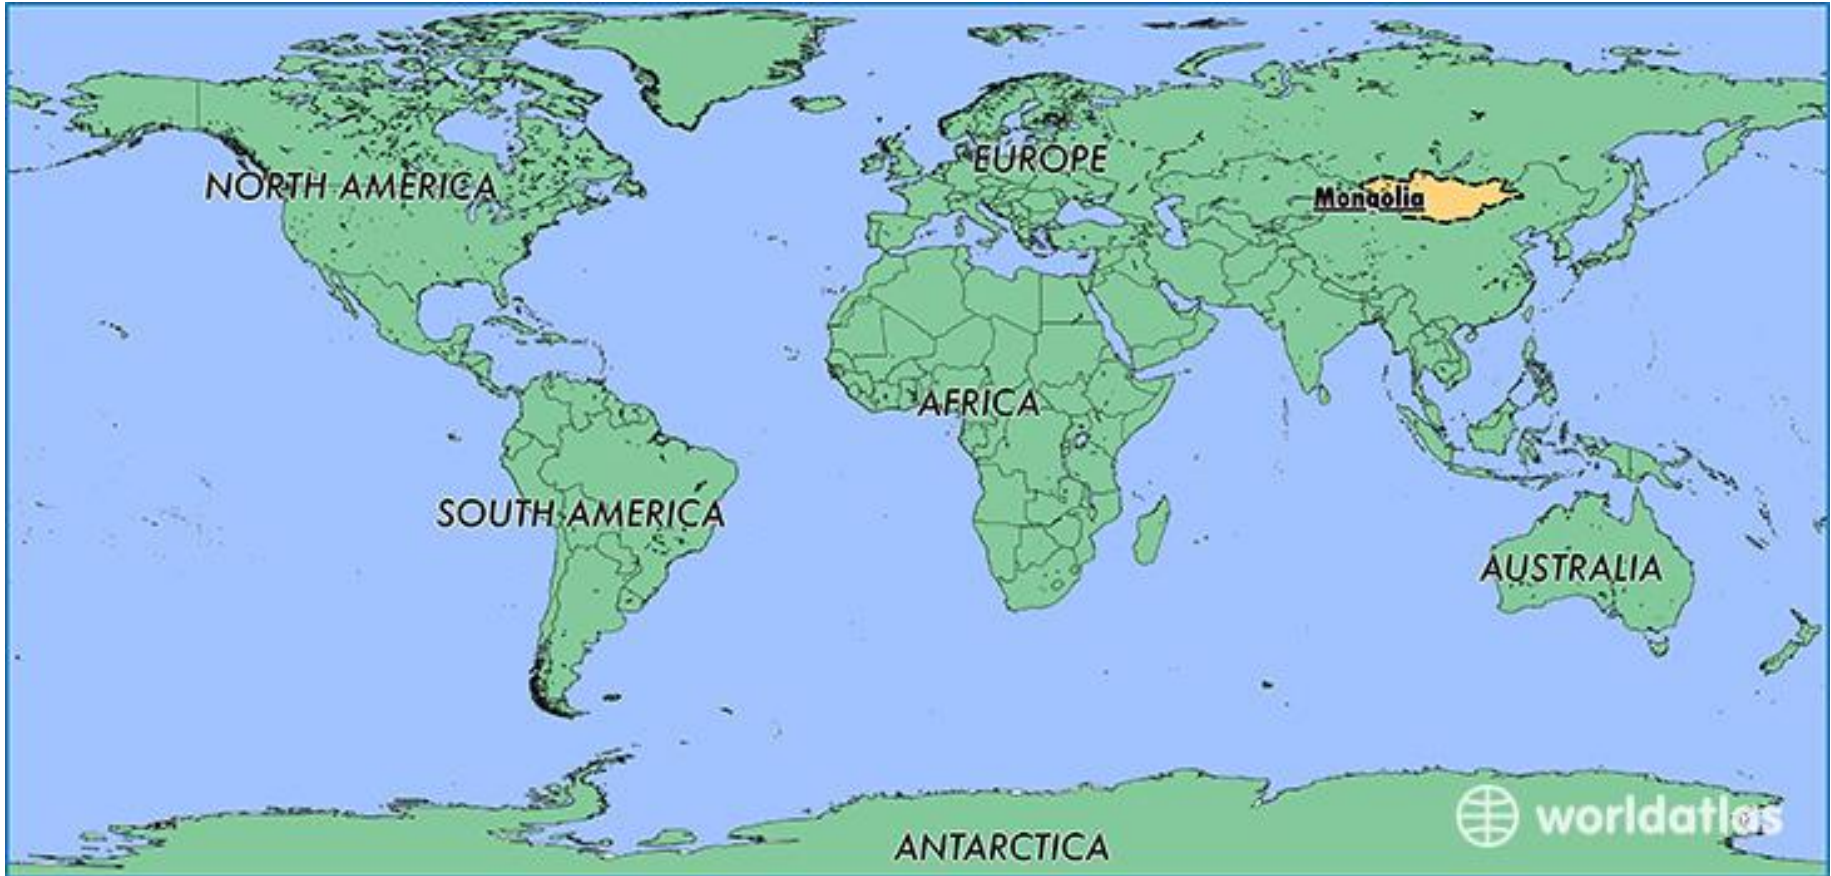 EUROPE
NORTH AMERICA
Mongolia
AFRICA
SOUTH AMERICA
AUSTRALIA
worldatlas
ANTARCTICA